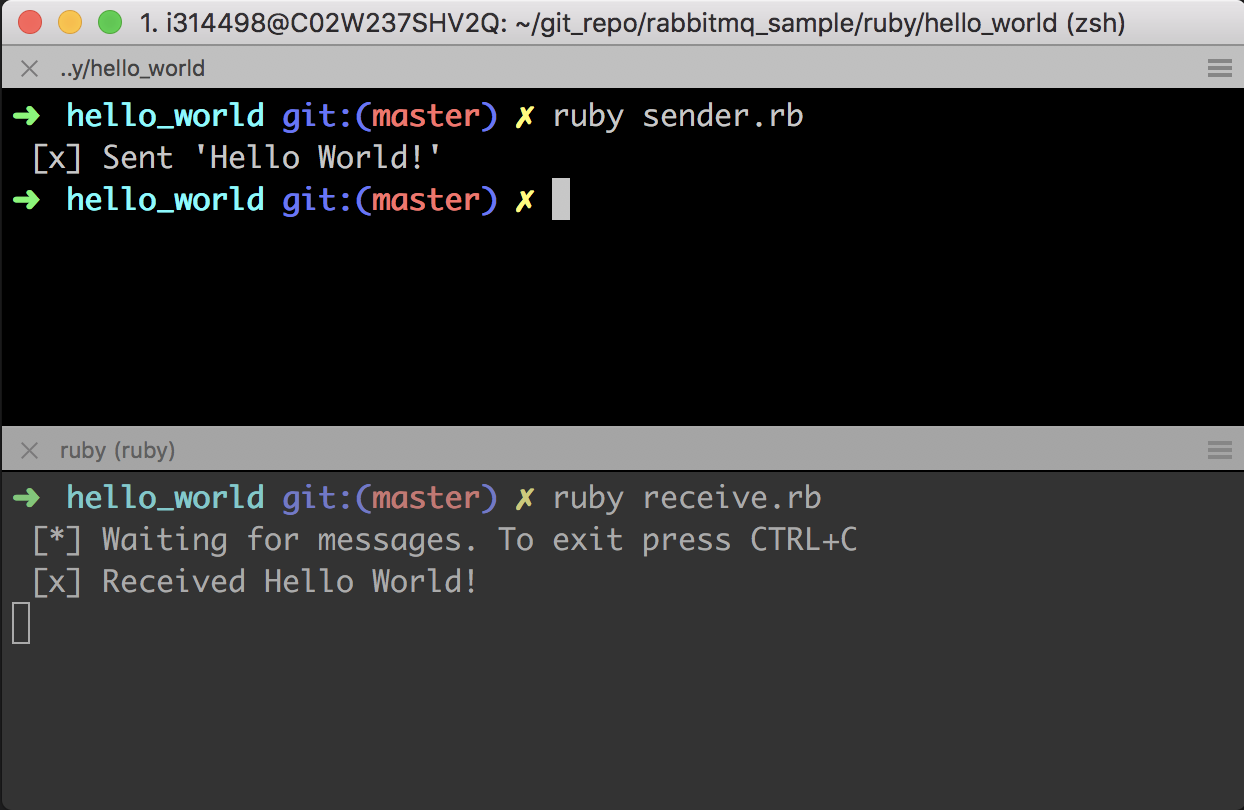 1. i314498@C02W237SHV2Q: ~/git_repo/rabbitmq_sample/ruby/hello_world (zsh)
..y/hello_world
➜ hello_world git:(master) ✗ ruby sender.rb
[x] Sent 'Hello World!'
➜ hello_world git:(master) ✗
ruby (ruby)
➜ hello_world git:(master) ✗ ruby receive.rb
[*] Waiting for messages. To exit press CTRL+C
[x] Received Hello World!